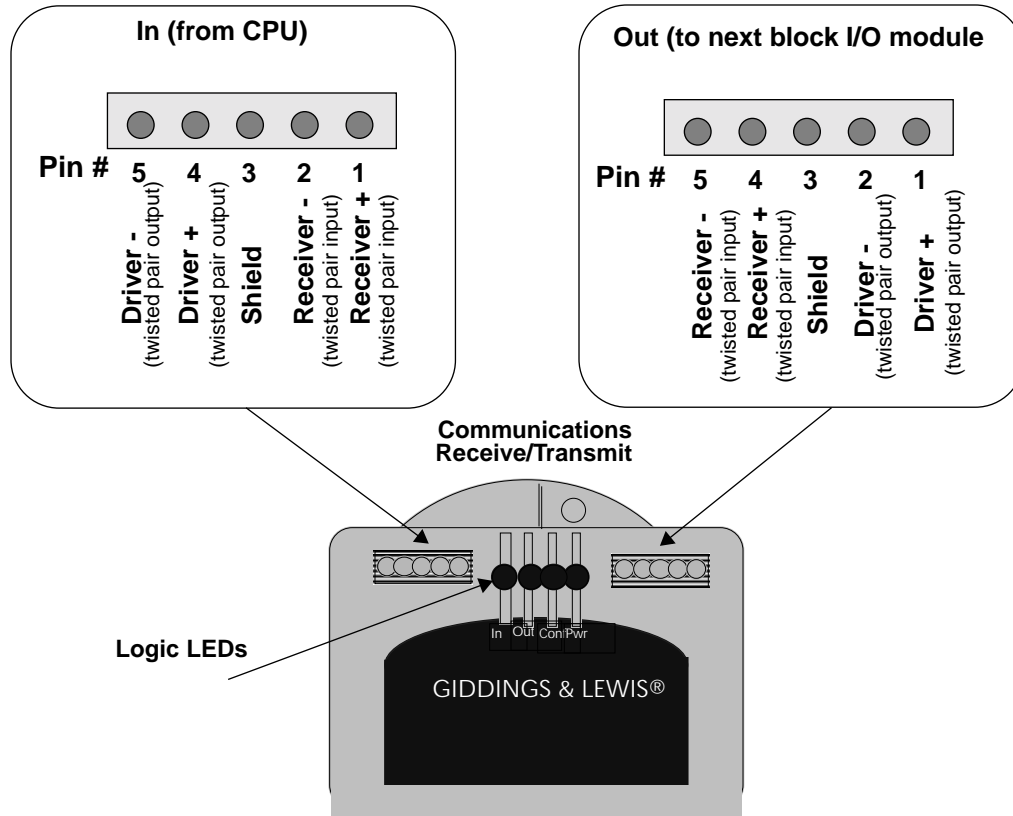 In (from CPU)
Pin # 5 4 3 2 1
Driver -
(twisted pair output)
Driver +
(twisted pair output)
Shield
Receiver -
(twisted pair input)
Receiver +
(twisted pair input)
Out (to next block I/O module
Pin # 5 4 3 2 1
Receiver -
(twisted pair input)
Receiver +
(twisted pair input)
Shield
Driver -
(twisted pair output)
Driver +
(twisted pair output)
Communications
Receive/Transmit
Logic LEDs
In Out Cont Pwr
GIDDINGS & LEWIS®